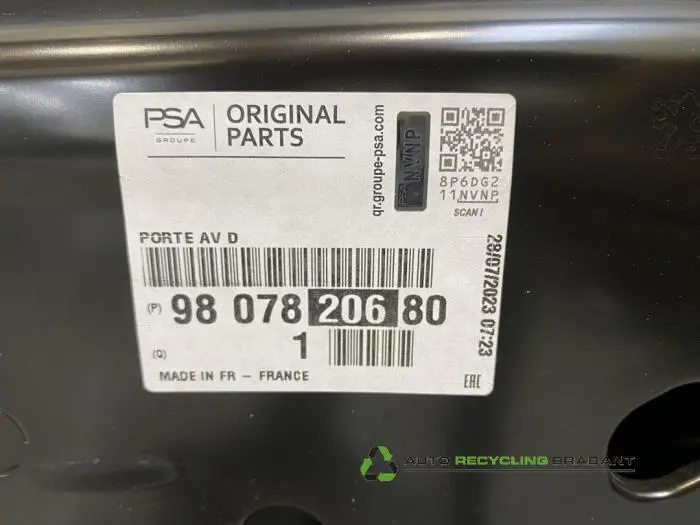 PSA
GROUPE
ORIGINAL
PARTS
qr.groupe-psa.com
NVNP
8P6DG2
11NVNP
SCAN!
PORTE AV D
(P) 98 078 206 80
(Q) 1
28/07/2023 07:23
MADE IN FR - FRANCE
EAC
AUTO RECYCLING BRABANT